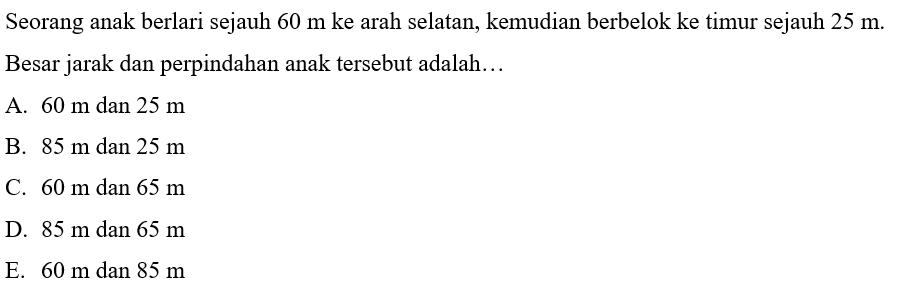 Seorang anak berlari sejauh 60 m ke arah selatan, kemudian berbelok ke timur sejauh 25 m.
Besar jarak dan perpindahan anak tersebut adalah…
A. 60 m dan 25 m
B. 85 m dan 25 m
C. 60 m dan 65 m
D. 85 m dan 65 m
E. 60 m dan 85 m